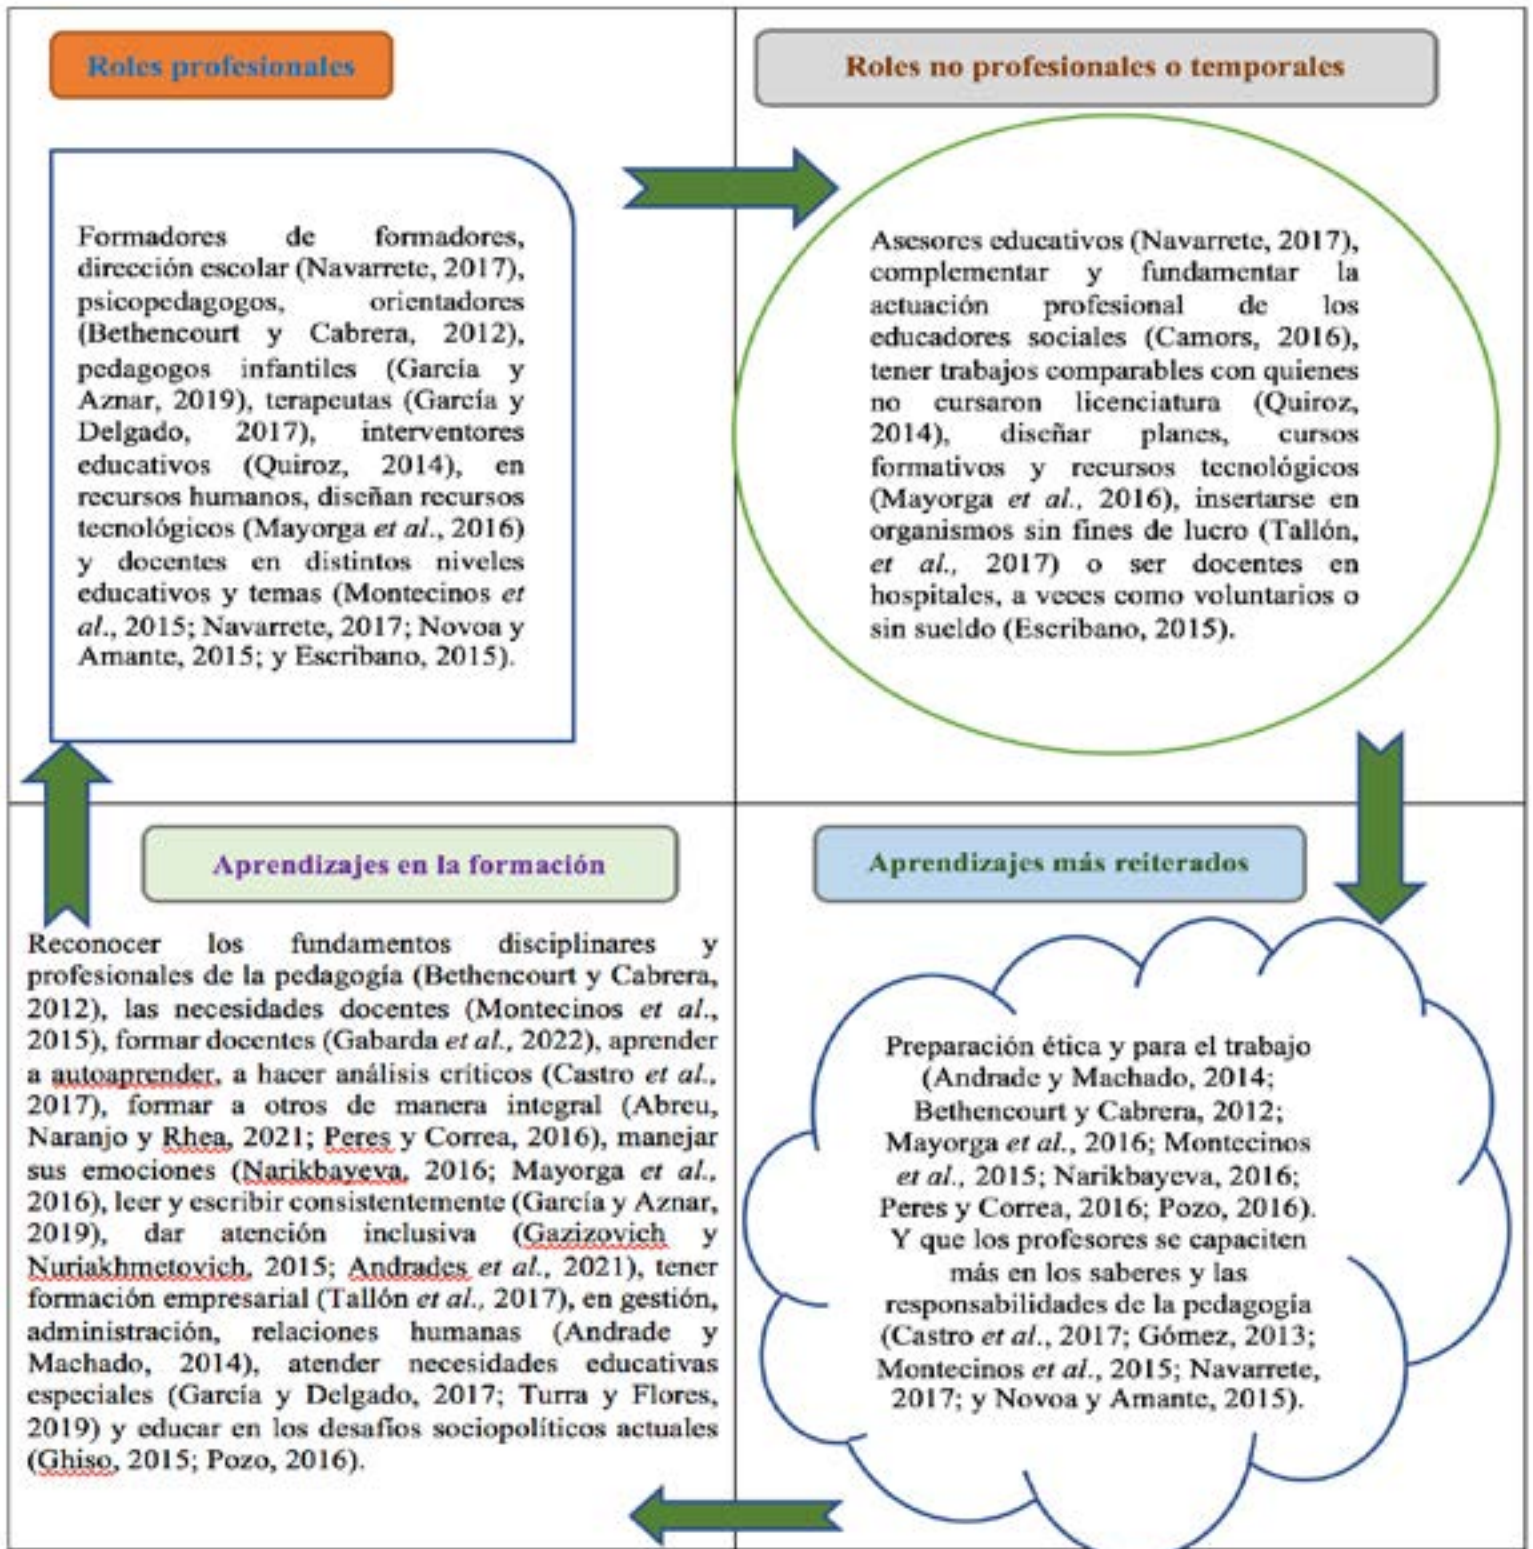 Roles profesionales
Formadores de formadores,
dirección escolar (Navarrete, 2017),
psicopedagogos, orientadores
(Bethencourt y Cabrera, 2012),
pedagogos infantiles (García y
Aznar, 2019), terapeutas (García y
Delgado, 2017), interventores
educativos (Quiroz, 2014), en
recursos humanos, diseñan recursos
tecnológicos (Mayorga et al., 2016)
y docentes en distintos niveles
educativos y temas (Montecinos et
al., 2015; Navarrete, 2017; Novoa y
Amante, 2015; y Escribano, 2015).
Roles no profesionales o temporales
Asesores educativos (Navarrete, 2017),
complementar y fundamentar la
actuación profesional de los
educadores sociales (Camors, 2016),
tener trabajos comparables con quienes
no cursaron licenciatura (Quiroz,
2014), diseñar planes, cursos
formativos y recursos tecnológicos
(Mayorga et al., 2016), insertarse en
organismos sin fines de lucro (Tallón,
et al., 2017) o ser docentes en
hospitales, a veces como voluntarios o
sin sueldo (Escribano, 2015).
Aprendizajes en la formación
Reconocer los fundamentos disciplinares y
profesionales de la pedagogía (Bethencourt y Cabrera,
2012), las necesidades docentes (Montecinos et al.,
2015), formar docentes (Gabarda et al., 2022), aprender
a autoaprender, a hacer análisis críticos (Castro et al.,
2017), formar a otros de manera integral (Abreu,
Naranjo y Rhea, 2021; Peres y Correa, 2016), manejar
sus emociones (Narikbayeva, 2016; Mayorga et al.,
2016), leer y escribir consistentemente (García y Aznar,
2019), dar atención inclusiva (Gazizovich y
Nuriakhmetovich, 2015; Andrades et al., 2021), tener
formación empresarial (Tallón et al., 2017), en gestión,
administración, relaciones humanas (Andrade y
Machado, 2014), atender necesidades educativas
especiales (García y Delgado, 2017; Turra y Flores,
2019) y educar en los desafíos sociopolíticos actuales
(Ghiso, 2015; Pozo, 2016).
Aprendizajes más reiterados
Preparación ética y para el trabajo
(Andrade y Machado, 2014;
Bethencourt y Cabrera, 2012;
Mayorga et al., 2016; Montecinos
et al., 2015; Narikbayeva, 2016;
Peres y Correa, 2016; Pozo, 2016).
Y que los profesores se capaciten
más en los saberes y las
responsabilidades de la pedagogía
(Castro et al., 2017; Gómez, 2013;
Montecinos et al., 2015; Navarrete,
2017; y Novoa y Amante, 2015).